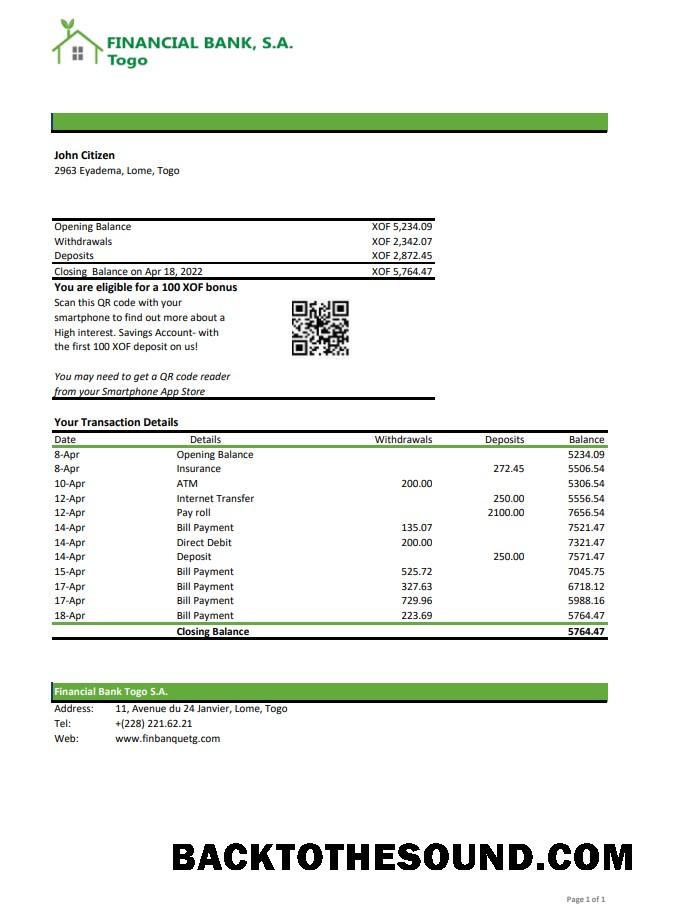 FINANCIAL BANK, S.A.
Togo
John Citizen
2963 Eyadema, Lome, Togo
Opening Balance XOF 5,234.09
Withdrawals XOF 2,342.07
Deposits XOF 2,872.45
Closing Balance on Apr 18, 2022 XOF 5,764.47
You are eligible for a 100 XOF bonus
Scan this QR code with your
smartphone to find out more about a
High interest. Savings Account- with
the first 100 XOF deposit on us!
You may need to get a QR code reader
from your Smartphone App Store
Your Transaction Details
Date Details Withdrawals Deposits Balance
8-Apr Opening Balance 5234.09
8-Apr Insurance 272.45 5506.54
10-Apr ATM 200.00 5306.54
12-Apr Internet Transfer 250.00 5556.54
12-Apr Pay roll 2100.00 7656.54
14-Apr Bill Payment 135.07 7521.47
14-Apr Direct Debit 200.00 7321.47
14-Apr Deposit 250.00 7571.47
15-Apr Bill Payment 525.72 7045.75
17-Apr Bill Payment 327.63 6718.12
17-Apr Bill Payment 729.96 5988.16
18-Apr Bill Payment 223.69 5764.47
Closing Balance 5764.47
Financial Bank Togo S.A.
Address: 11, Avenue du 24 Janvier, Lome, Togo
Tel: +(228) 221.62.21
Web: www.finbanquetg.com
BACKTOTHESOUND.COM
Page 1 of 1